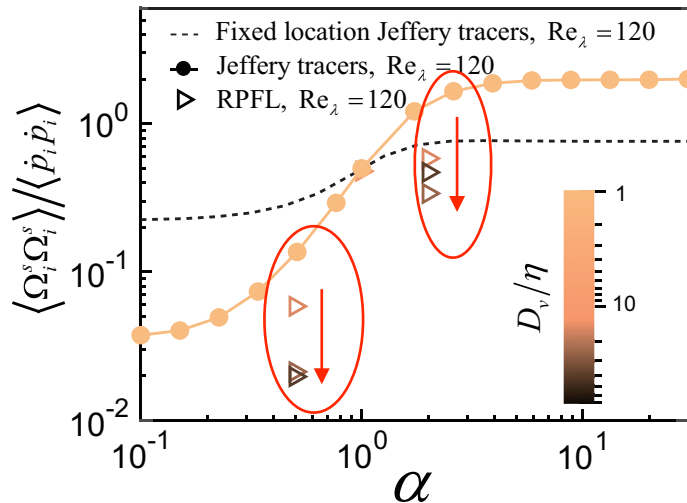 Fixed location Jeffery tracers, Re_λ = 120
Jeffery tracers, Re_λ = 120
RPFL, Re_λ = 120
⟨Ω_i^s Ω_i^s⟩/⟨ṗ_i ṗ_i⟩
10^0
10^-1
10^-2
10^-1
10^0
10^1
α
D_v/η
1
10